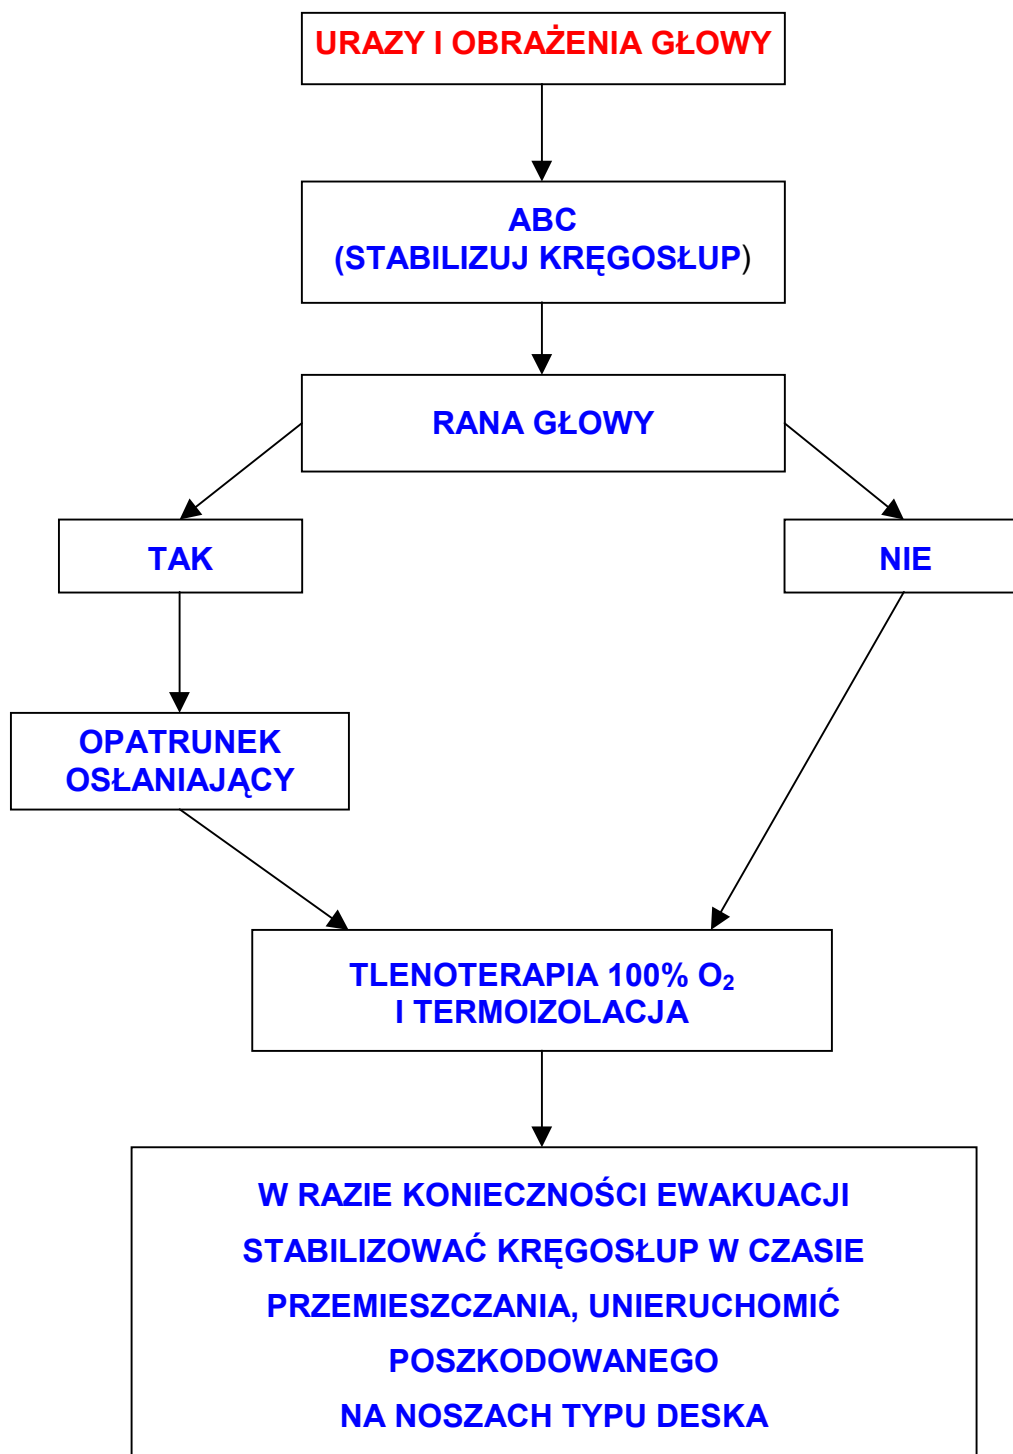 URAZY I OBRAŻENIA GŁOWY
ABC
(STABILIZUJ KRĘGOSŁUP)
RANA GŁOWY
TAK
NIE
OPATRUNEK
OSŁANIAJĄCY
TLENOTERAPIA 100% O₂
I TERMOIZOLACJA
W RAZIE KONIECZNOŚCI EWAKUACJI
STABILIZOWAĆ KRĘGOSŁUP W CZASIE
PRZEMIESZCZANIA, UNIERUCHOMIĆ
POSZKODOWANEGO
NA NOSZACH TYPU DESKA